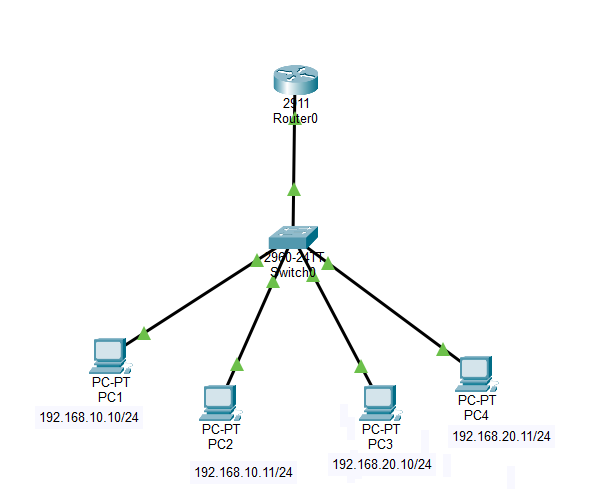 2911
Router0
2960-24TT
Switch0
PC-PT
PC1
192.168.10.10/24
PC-PT
PC2
192.168.10.11/24
PC-PT
PC3
192.168.20.10/24
PC-PT
PC4
192.168.20.11/24